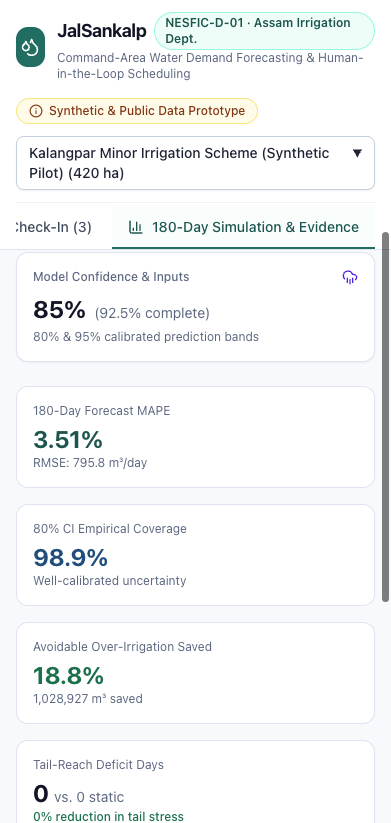 JalSankalp
NESFIC-D-01 · Assam Irrigation
Dept.
Command-Area Water Demand Forecasting & Human-
in-the-Loop Scheduling
Synthetic & Public Data Prototype
Kalangpar Minor Irrigation Scheme (Synthetic
Pilot) (420 ha)
Check-In (3)
180-Day Simulation & Evidence
Model Confidence & Inputs
85% (92.5% complete)
80% & 95% calibrated prediction bands
180-Day Forecast MAPE
3.51%
RMSE: 795.8 m³/day
80% CI Empirical Coverage
98.9%
Well-calibrated uncertainty
Avoidable Over-Irrigation Saved
18.8%
1,028,927 m³ saved
Tail-Reach Deficit Days
0 vs. 0 static
0% reduction in tail stress